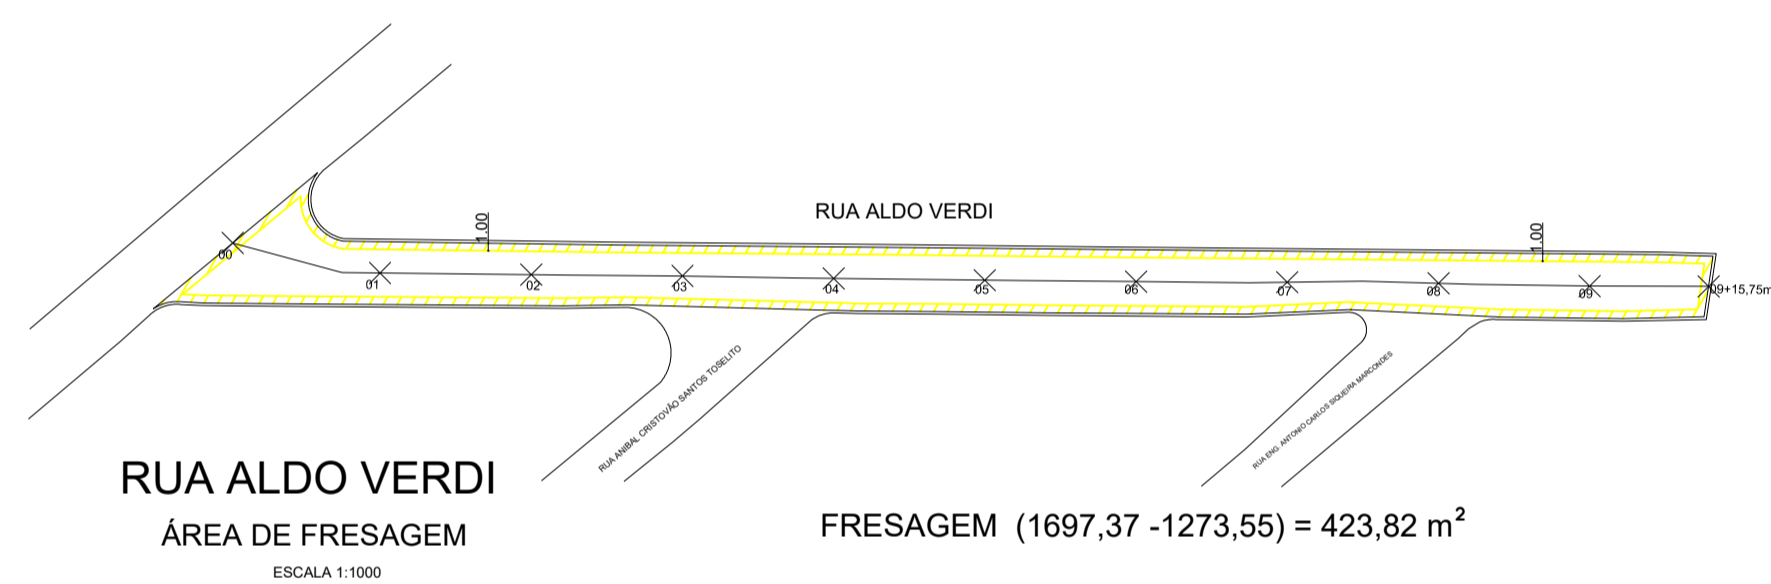 RUA ALDO VERDI
1.00
1.00
00
01
02
03
04
05
06
07
08
09
09+15,75m
RUA ANIBAL CRISTOVÃO SANTOS TOSELITO
RUA ENG. ANTONIO CARLOS SIQUEIRA MARCONDES
RUA ALDO VERDI
ÁREA DE FRESAGEM
ESCALA 1:1000
FRESAGEM (1697,37 -1273,55) = 423,82 m²